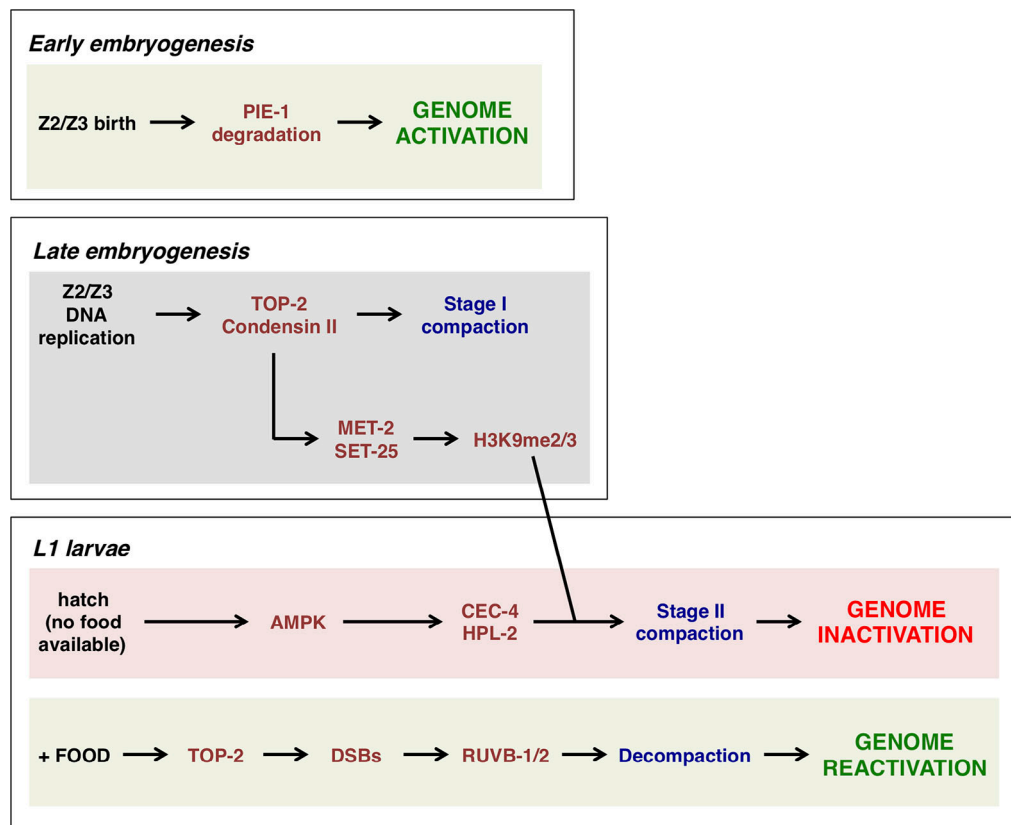 Early embryogenesis
Z2/Z3 birth
PIE-1
degradation
GENOME
ACTIVATION
Late embryogenesis
Z2/Z3
DNA
replication
TOP-2
Condensin II
Stage I
compaction
MET-2
SET-25
H3K9me2/3
L1 larvae
hatch
(no food
available)
AMPK
CEC-4
HPL-2
Stage II
compaction
GENOME
INACTIVATION
+ FOOD
TOP-2
DSBs
RUVB-1/2
Decompaction
GENOME
REACTIVATION